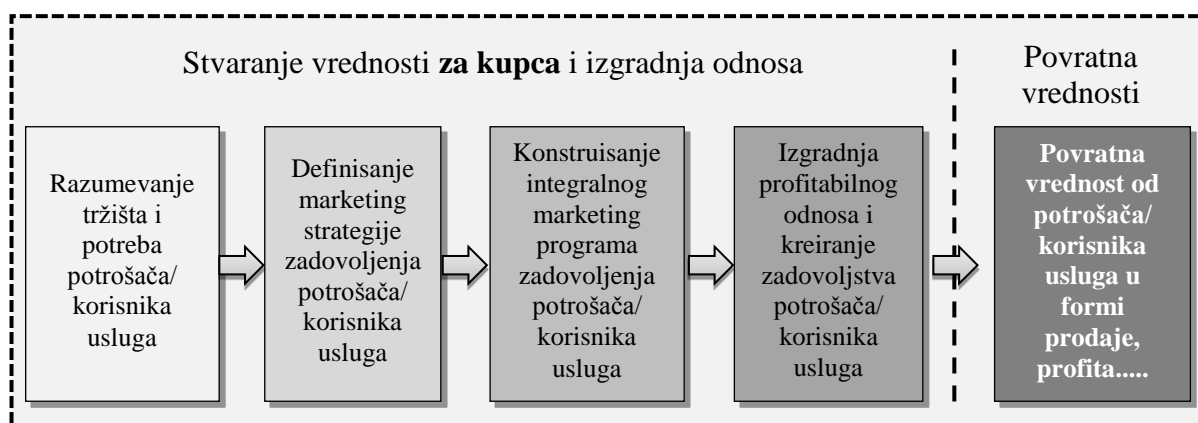 Stvaranje vrednosti za kupca i izgradnja odnosa
Povratna
vrednosti
Razumevanje
tržišta i
potreba
potrošača/
korisnika
usluga
Definisanje
marketing
strategije
zadovoljenja
potrošača/
korisnika
usluga
Konstruisanje
integralnog
marketing
programa
zadovoljenja
potrošača/
korisnika
usluga
Izgradnja
profitabilnog
odnosa i
kreiranje
zadovoljstva
potrošača/
korisnika
usluga
Povratna
vrednost od
potrošača/
korisnika
usluga u
formi
prodaje,
profita.....